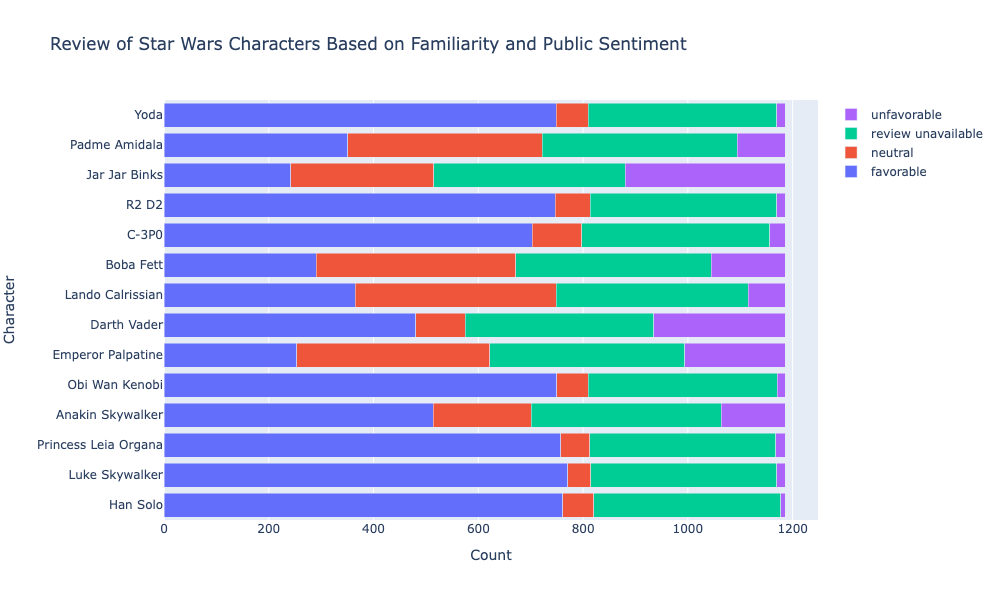 Review of Star Wars Characters Based on Familiarity and Public Sentiment
Character
Yoda
Padme Amidala
Jar Jar Binks
R2 D2
C-3P0
Boba Fett
Lando Calrissian
Darth Vader
Emperor Palpatine
Obi Wan Kenobi
Anakin Skywalker
Princess Leia Organa
Luke Skywalker
Han Solo
0 200 400 600 800 1000 1200
Count
unfavorable
review unavailable
neutral
favorable